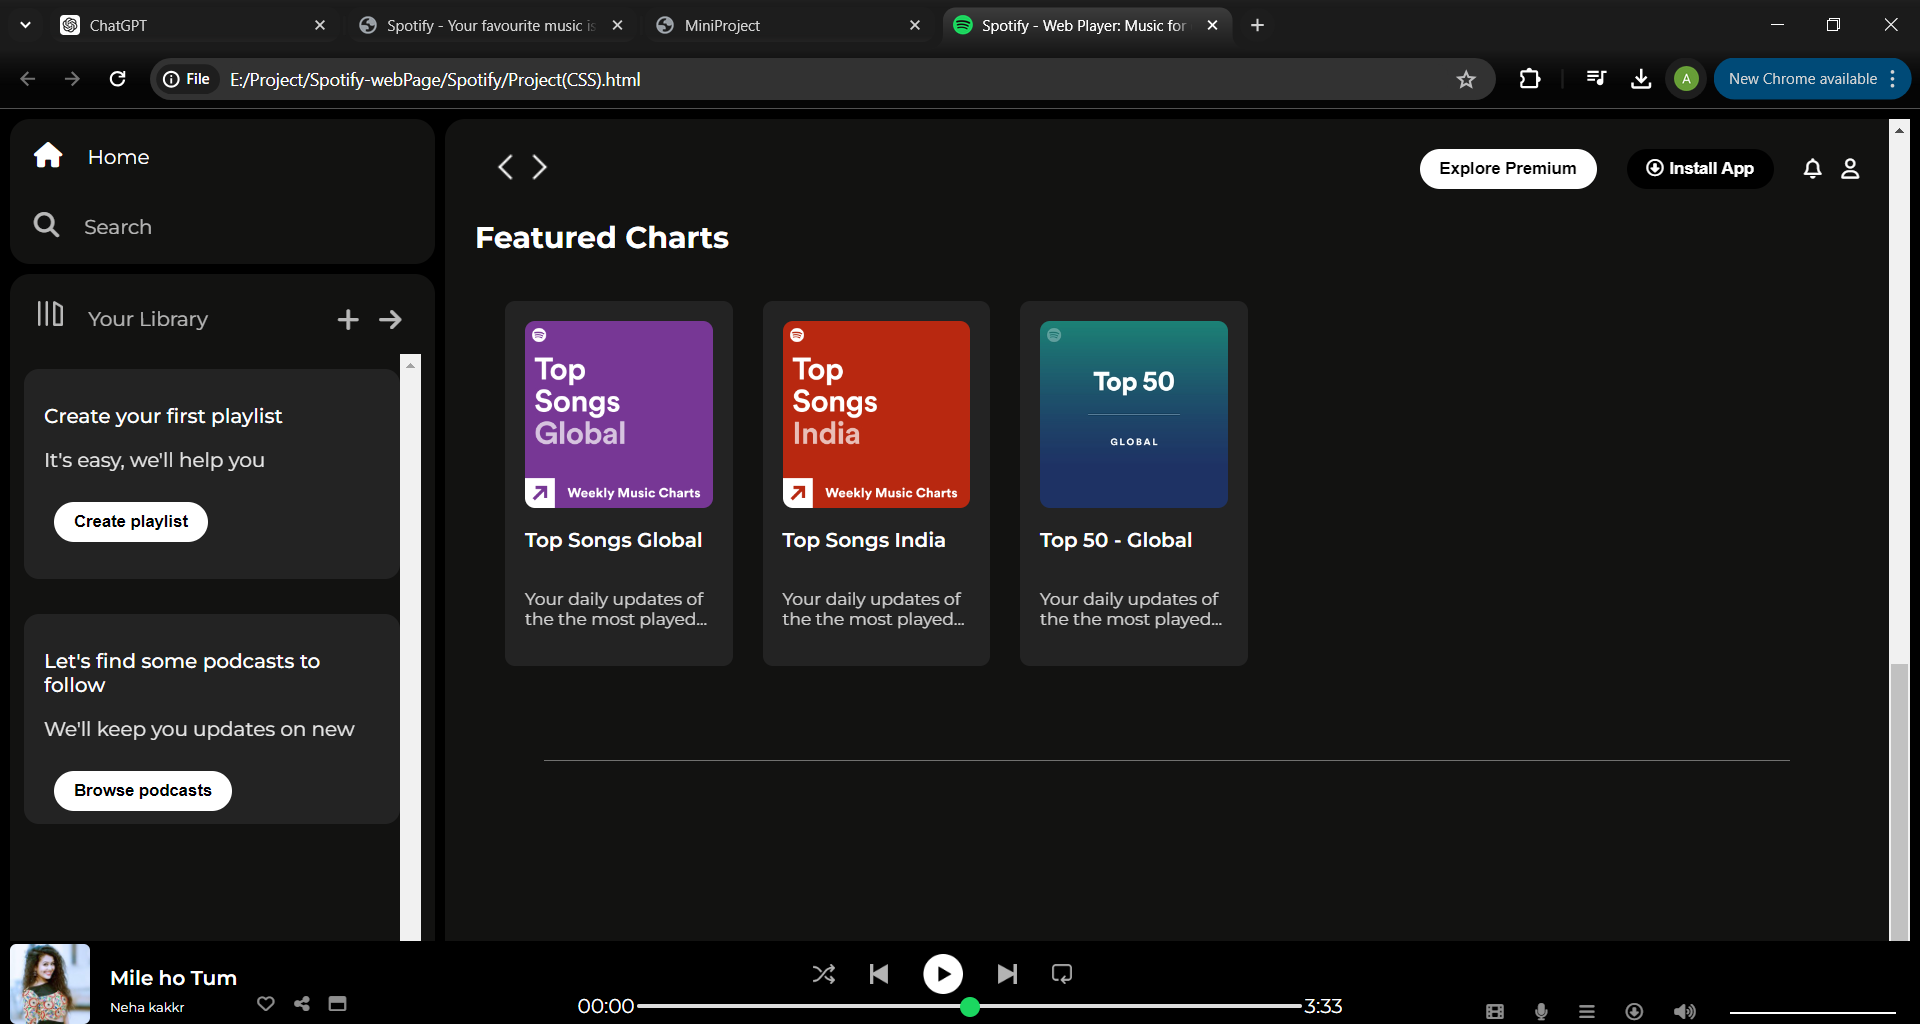 ChatGPT
Spotify - Your favourite music is
MiniProject
Spotify - Web Player: Music for
File
E:/Project/Spotify-webPage/Spotify/Project(CSS).html
A
New Chrome available
Home
Search
Your Library
Create your first playlist
It's easy, we'll help you
Create playlist
Let's find some podcasts to
follow
We'll keep you updates on new
Browse podcasts
Explore Premium
Install App
Featured Charts
Top
Songs
Global
Weekly Music Charts
Top Songs Global
Your daily updates of
the the most played...
Top
Songs
India
Weekly Music Charts
Top Songs India
Your daily updates of
the the most played...
Top 50
GLOBAL
Top 50 - Global
Your daily updates of
the the most played...
Mile ho Tum
Neha kakkr
00:00
3:33